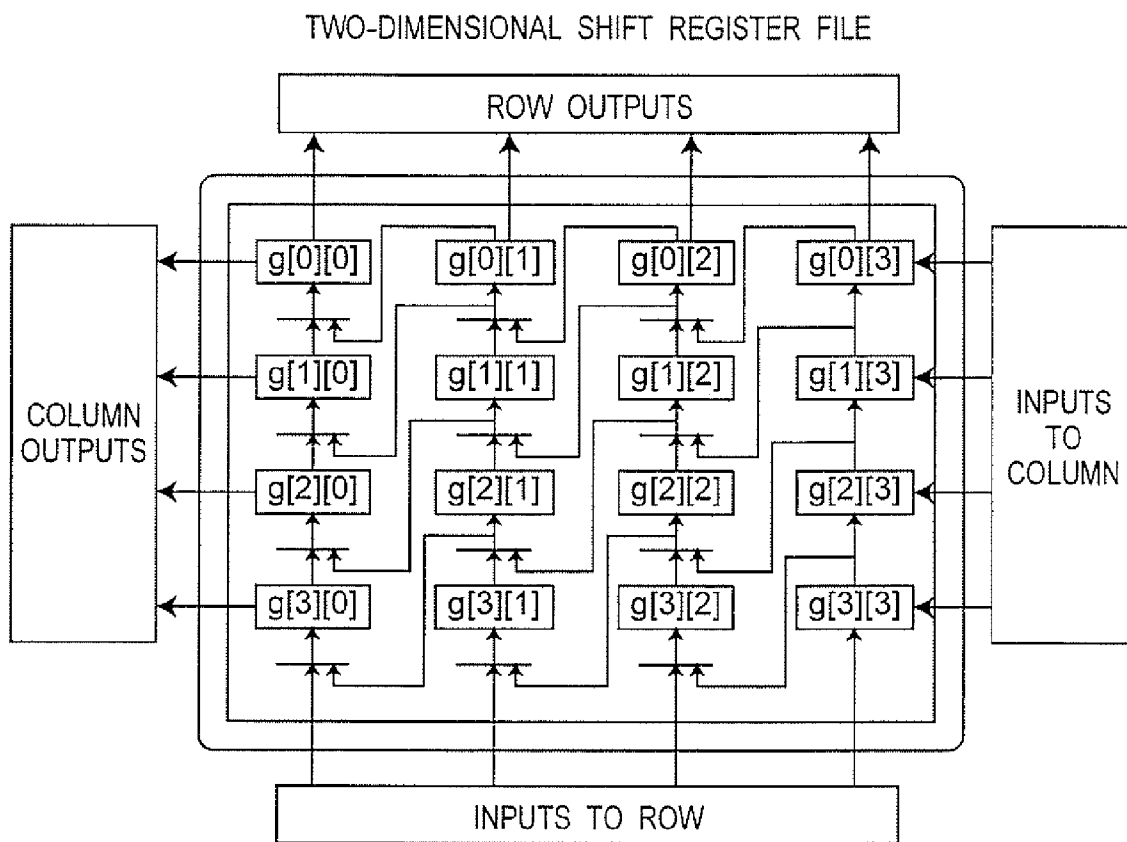 TWO-DIMENSIONAL SHIFT REGISTER FILE
ROW OUTPUTS
g[0][0] g[0][1] g[0][2] g[0][3]
g[1][0] g[1][1] g[1][2] g[1][3]
COLUMN
OUTPUTS
INPUTS
TO
COLUMN
g[2][0] g[2][1] g[2][2] g[2][3]
g[3][0] g[3][1] g[3][2] g[3][3]
INPUTS TO ROW